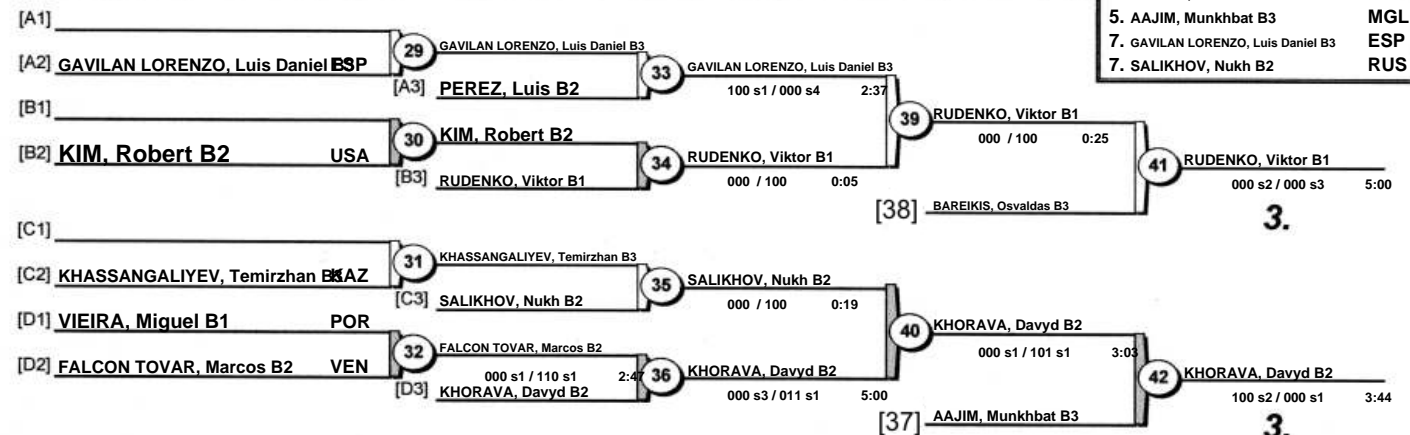 5. AAJIM, Munkhbat B3 MGL
7. GAVILAN LORENZO, Luis Daniel B3 ESP
7. SALIKHOV, Nukh B2 RUS
[A1]
29
GAVILAN LORENZO, Luis Daniel B3
[A2] GAVILAN LORENZO, Luis Daniel B3 ESP
33
GAVILAN LORENZO, Luis Daniel B3
[A3] PEREZ, Luis B2
100 s1 / 000 s4 2:37
[B1]
39
RUDENKO, Viktor B1
30
KIM, Robert B2
000 / 100 0:25
[B2] KIM, Robert B2 USA
34
RUDENKO, Viktor B1
41
RUDENKO, Viktor B1
[B3] RUDENKO, Viktor B1
000 / 100 0:05
000 s2 / 000 s3 5:00
[38] BAREIKIS, Osvaldas B3
3.
[C1]
31
KHASSANGALIYEV, Temirzhan B3
[C2] KHASSANGALIYEV, Temirzhan B3 KAZ
35
SALIKHOV, Nukh B2
[C3] SALIKHOV, Nukh B2
000 / 100 0:19
[D1] VIEIRA, Miguel B1 POR
40
KHORAVA, Davyd B2
32
FALCON TOVAR, Marcos B2
000 s1 / 101 s1 3:03
[D2] FALCON TOVAR, Marcos B2 VEN
000 s1 / 110 s1 2:47
36
KHORAVA, Davyd B2
42
KHORAVA, Davyd B2
[D3] KHORAVA, Davyd B2
000 s3 / 011 s1 5:00
100 s2 / 000 s1 3:44
[37] AAJIM, Munkhbat B3
3.